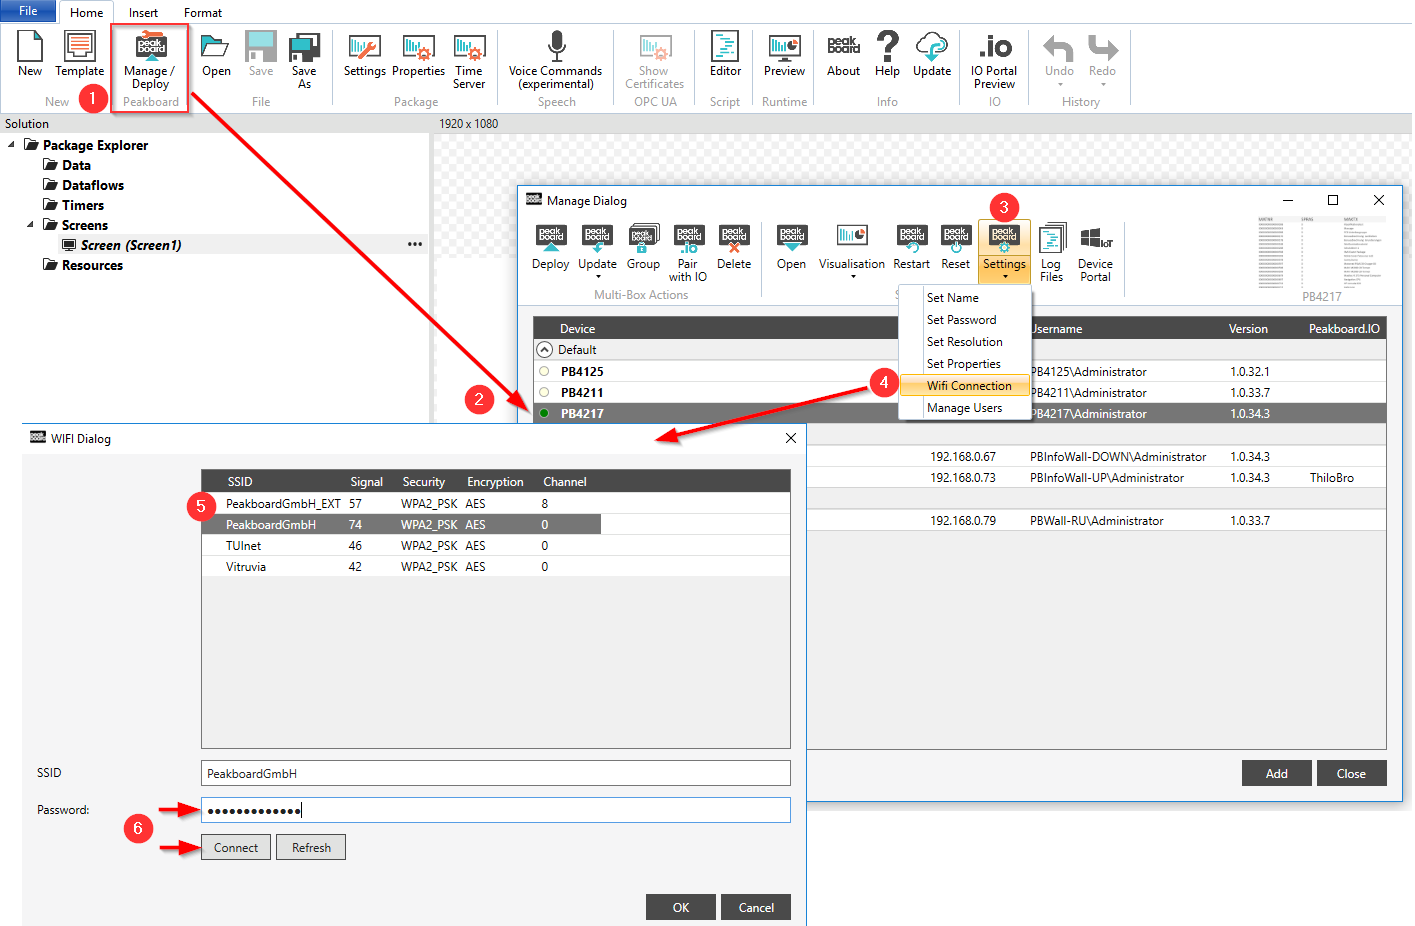 File
Home
Insert
Format
New
Template
Manage /
Deploy
Open
Save
Save
As
Settings
Properties
Time
Server
Voice Commands
(experimental)
Show
Certificates
Editor
Preview
About
Help
Update
IO Portal
Preview
Undo
Redo
New
1
Peakboard
File
Package
Speech
OPC UA
Script
Runtime
Info
IO
History
Solution
1920 x 1080
Package Explorer
Data
Dataflows
Timers
Screens
Screen (Screen1)
Resources
Manage Dialog
3
Deploy
Update
Group
Pair
with IO
Delete
Open
Visualisation
Restart
Reset
Settings
Log
Files
Device
Portal
Multi-Box Actions
PB4217
Set Name
Set Password
Set Resolution
Set Properties
Wifi Connection
Manage Users
Device
Username
Version
Peakboard.IO
Default
PB4125
PB4125\Administrator
1.0.32.1
4
PB4211
PB4211\Administrator
1.0.33.7
2
PB4217
PB4217\Administrator
1.0.34.3
192.168.0.67
PBInfoWall-DOWN\Administrator
1.0.34.3
192.168.0.73
PBInfoWall-UP\Administrator
1.0.34.3
ThiloBro
192.168.0.79
PBWall-RU\Administrator
1.0.33.7
Add
Close
WIFI Dialog
SSID
Signal
Security
Encryption
Channel
5
PeakboardGmbH_EXT
57
WPA2_PSK
AES
8
PeakboardGmbH
74
WPA2_PSK
AES
0
TUInet
46
WPA2_PSK
AES
0
Vitruvia
42
WPA2_PSK
AES
0
SSID
PeakboardGmbH
Password:
●●●●●●●●●●●●●
6
Connect
Refresh
OK
Cancel